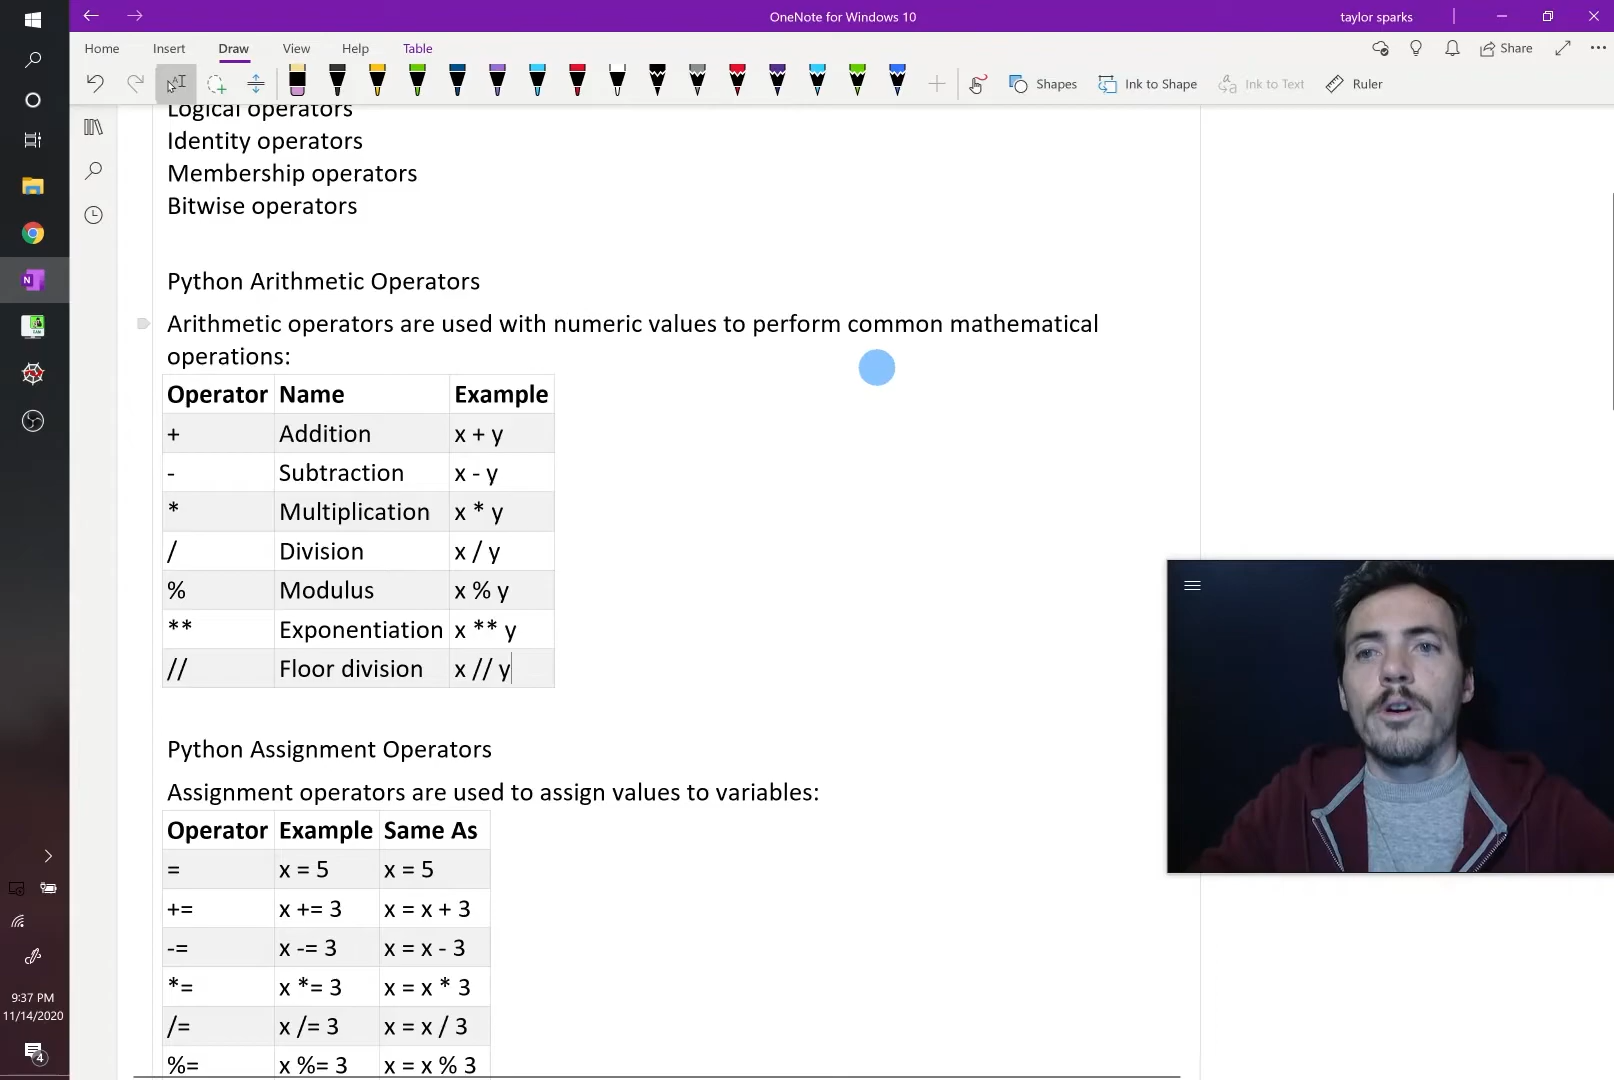 OneNote for Windows 10
taylor sparks
Home Insert Draw View Help Table
Share
Shapes Ink to Shape Ink to Text Ruler
Logical operators
Identity operators
Membership operators
Bitwise operators
Python Arithmetic Operators
Arithmetic operators are used with numeric values to perform common mathematical
operations:
Operator Name Example
+ Addition x + y
- Subtraction x - y
* Multiplication x * y
/ Division x / y
% Modulus x % y
** Exponentiation x ** y
// Floor division x // y
Python Assignment Operators
Assignment operators are used to assign values to variables:
Operator Example Same As
= x = 5 x = 5
+= x += 3 x = x + 3
-= x -= 3 x = x - 3
*= x *= 3 x = x * 3
/= x /= 3 x = x / 3
%= x %= 3 x = x % 3
9:37 PM
11/14/2020
4